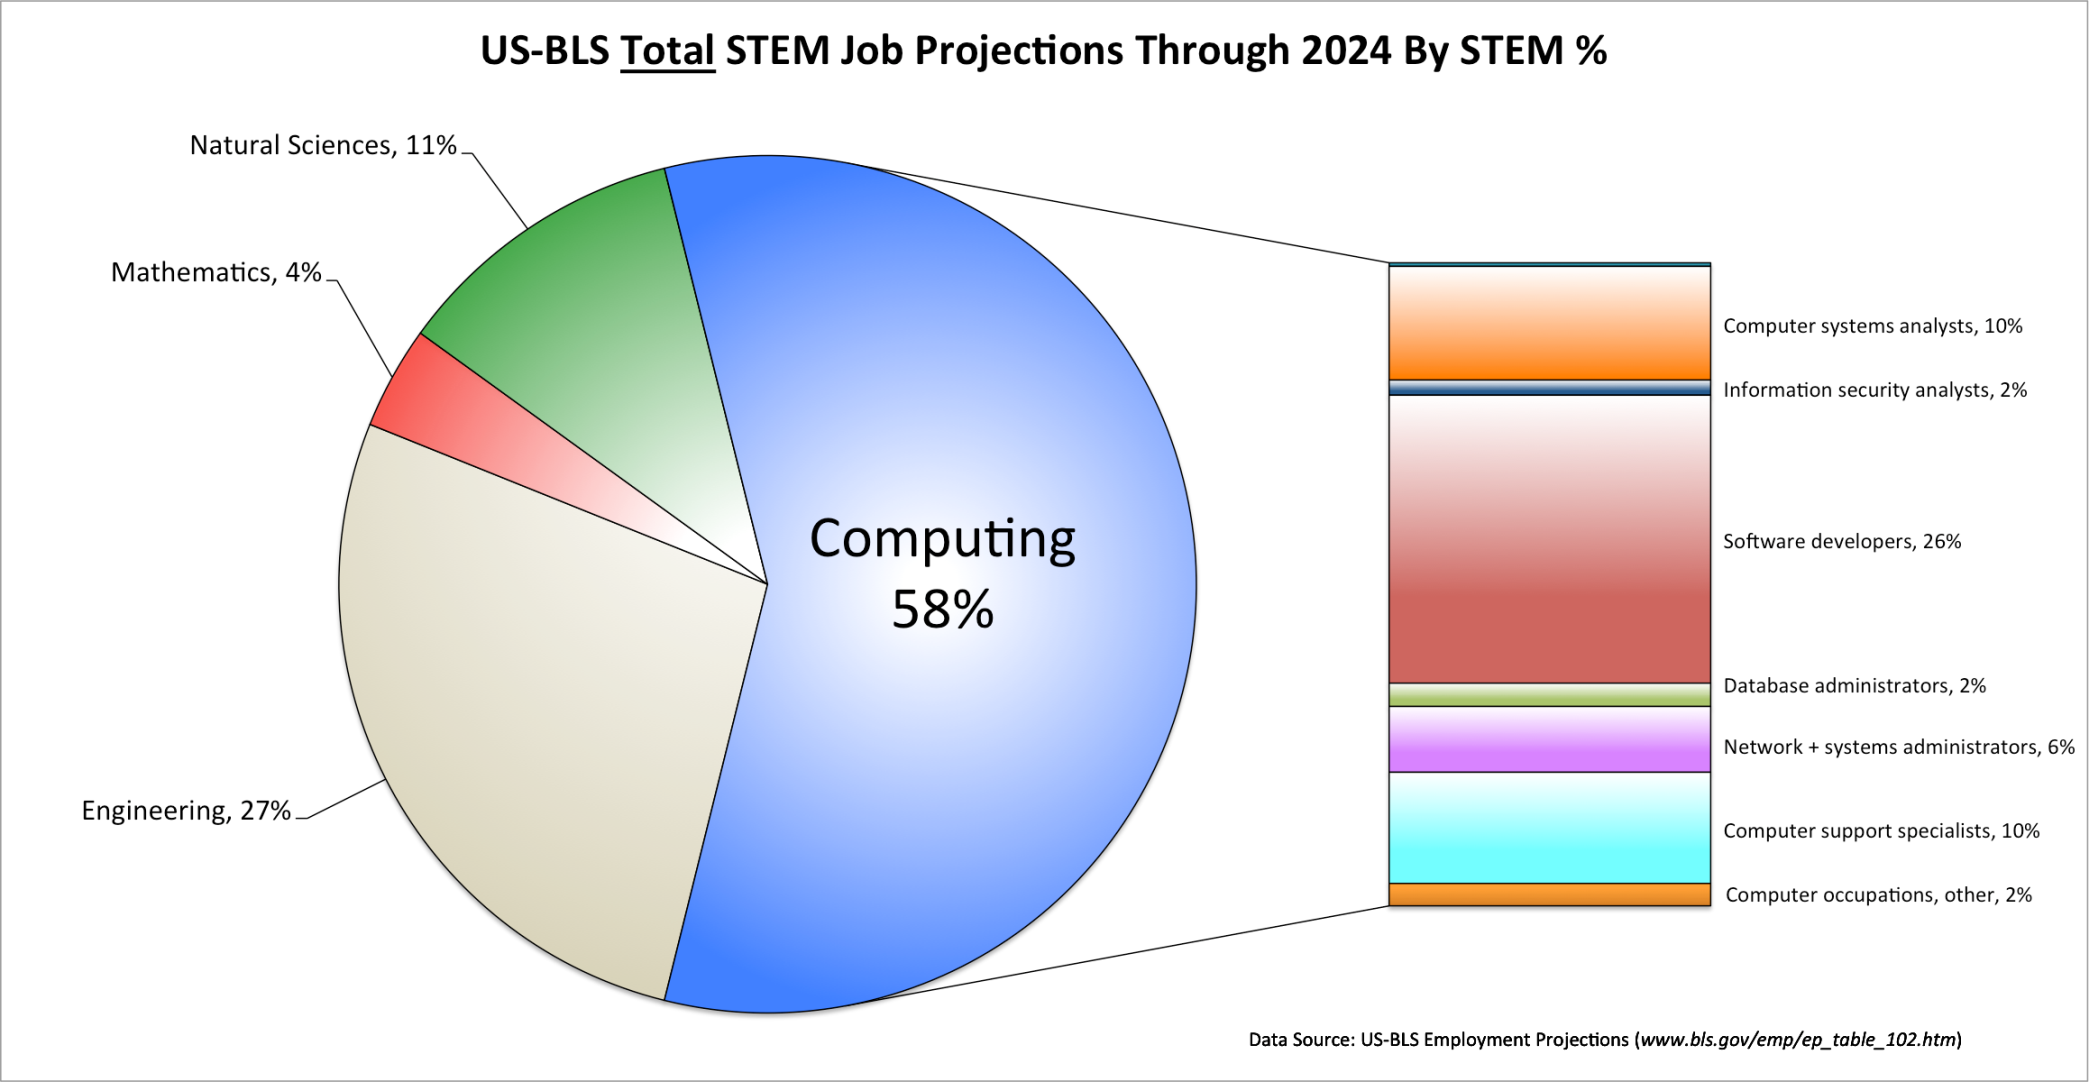 US-BLS Total STEM Job Projections Through 2024 By STEM %
Natural Sciences, 11%
Mathematics, 4%
Engineering, 27%
Computing
58%
Computer systems analysts, 10%
Information security analysts, 2%
Software developers, 26%
Database administrators, 2%
Network + systems administrators, 6%
Computer support specialists, 10%
Computer occupations, other, 2%
Data Source: US-BLS Employment Projections (www.bls.gov/emp/ep_table_102.htm)